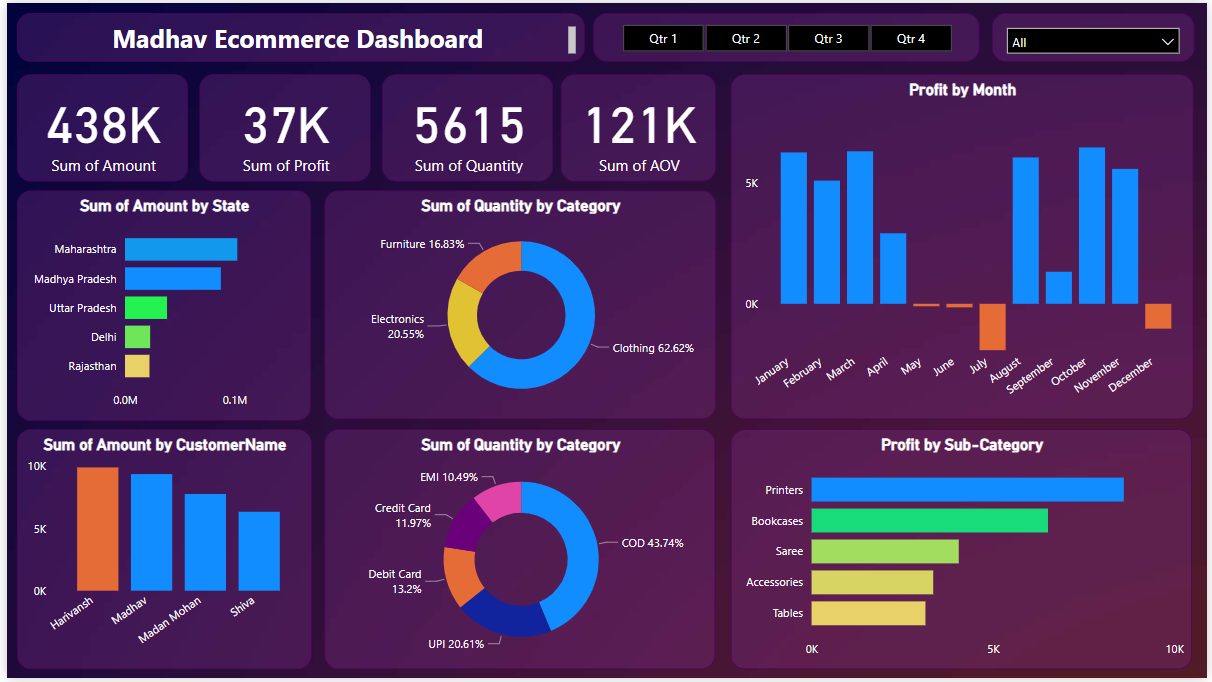 Madhav Ecommerce Dashboard
Qtr 1
Qtr 2
Qtr 3
Qtr 4
All
438K
Sum of Amount
37K
Sum of Profit
5615
Sum of Quantity
121K
Sum of AOV
Profit by Month
5K
0K
January
February
March
April
May
June
July
August
September
October
November
December
Sum of Amount by State
Maharashtra
Madhya Pradesh
Uttar Pradesh
Delhi
Rajasthan
0.0M
0.1M
Sum of Quantity by Category
Furniture 16.83%
Electronics
20.55%
Clothing 62.62%
Sum of Amount by CustomerName
10K
5K
0K
Harivansh
Madhav
Madan Mohan
Shiva
Sum of Quantity by Category
EMI 10.49%
Credit Card
11.97%
Debit Card
13.2%
UPI 20.61%
COD 43.74%
Profit by Sub-Category
Printers
Bookcases
Saree
Accessories
Tables
0K
5K
10K